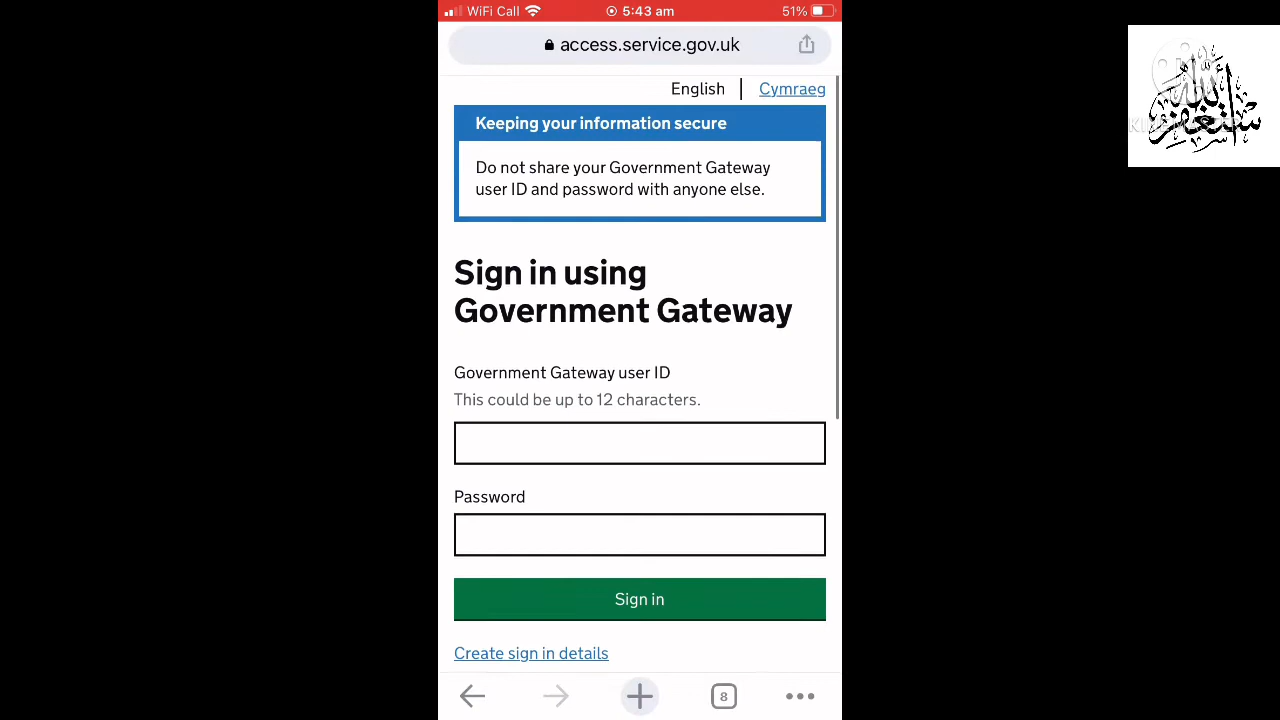 WiFi Call 5:43 am 51%
access.service.gov.uk
English Cymraeg
Keeping your information secure
Do not share your Government Gateway
user ID and password with anyone else.
Sign in using
Government Gateway
Government Gateway user ID
This could be up to 12 characters.
Password
Sign in
Create sign in details
8
أستغفر الله